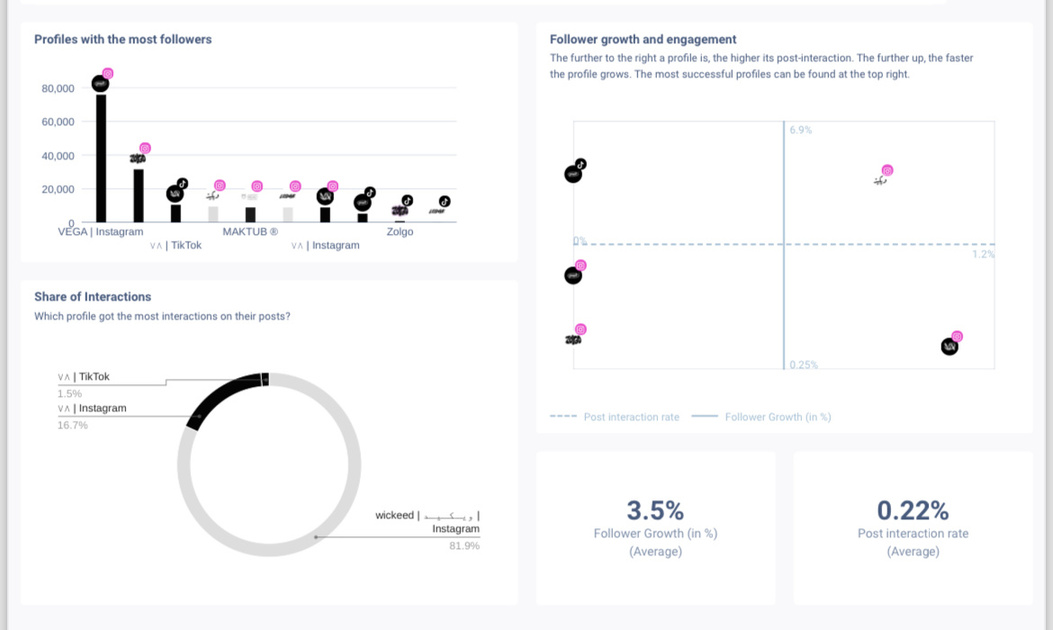 Profiles with the most followers
80,000
60,000
40,000
20,000
0
VEGA | Instagram
MAKTUB ®
Zolgo
V∧ | TikTok
V∧ | Instagram
Share of Interactions
Which profile got the most interactions on their posts?
V∧ | TikTok
1.5%
V∧ | Instagram
16.7%
wickeed |
Instagram
81.9%
Follower growth and engagement
The further to the right a profile is, the higher its post-interaction. The further up, the faster
the profile grows. The most successful profiles can be found at the top right.
6.9%
0%
1.2%
0.25%
Post interaction rate
Follower Growth (in %)
3.5%
Follower Growth (in %)
(Average)
0.22%
Post interaction rate
(Average)